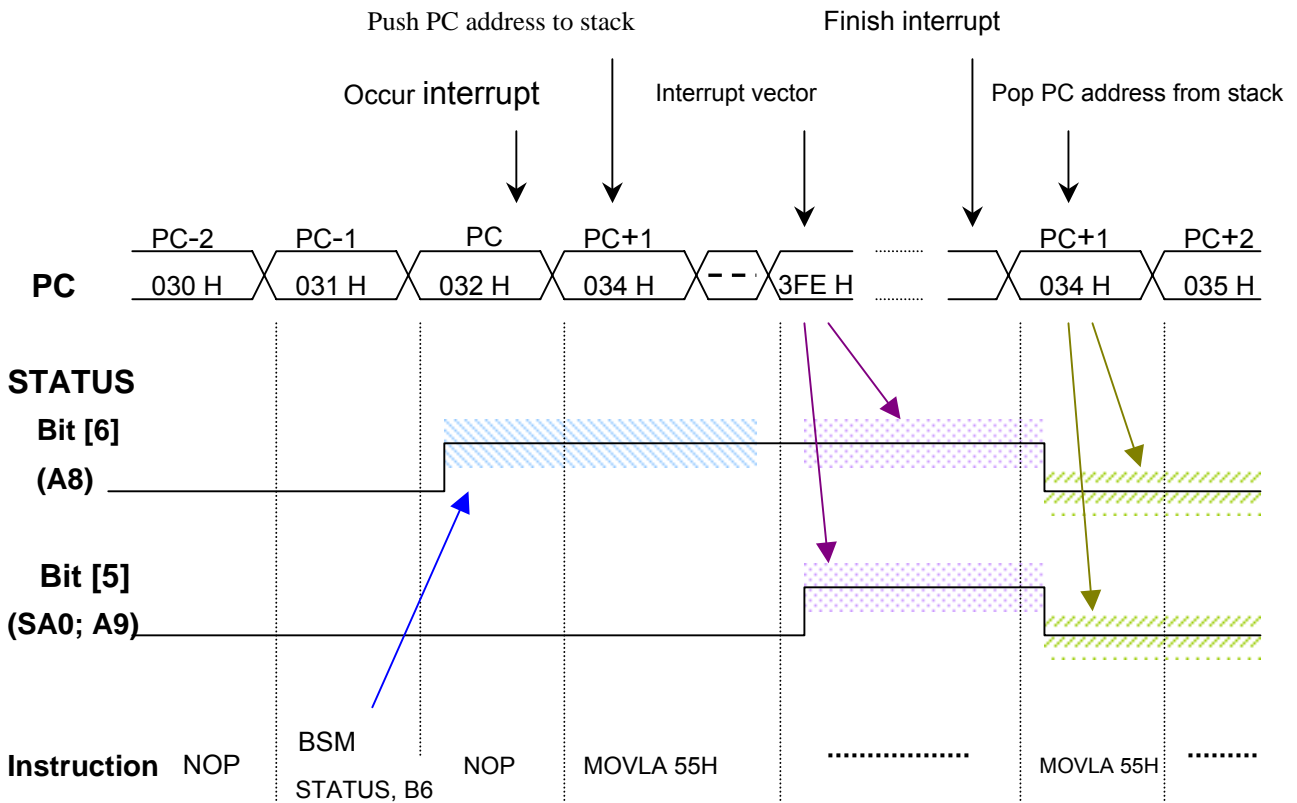 Push PC address to stack
Finish interrupt
Occur interrupt
Interrupt vector
Pop PC address from stack
PC-2 PC-1 PC PC+1 PC+1 PC+2
PC 030 H 031 H 032 H 034 H 3FE H 034 H 035 H
STATUS
Bit [6]
(A8)
Bit [5]
(SA0; A9)
Instruction NOP BSM NOP MOVLA 55H MOVLA 55H
STATUS, B6